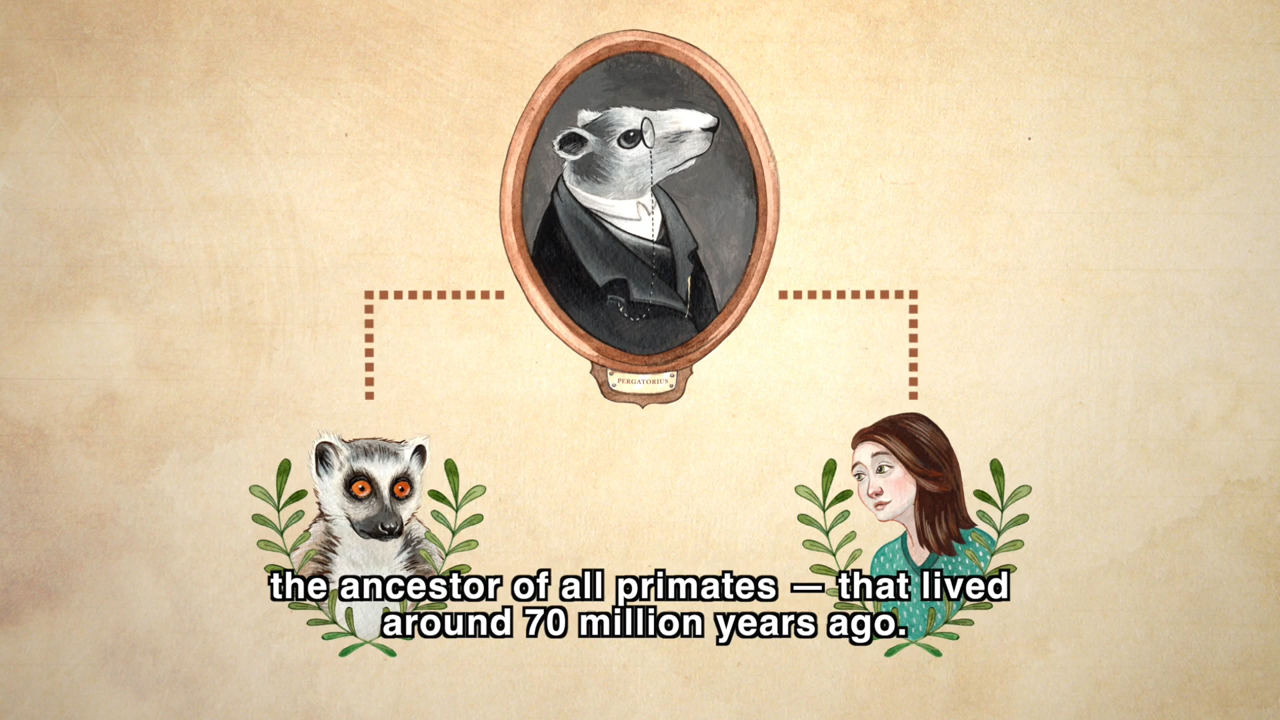 PERGATORIUS
the ancestor of all primates — that lived
around 70 million years ago.